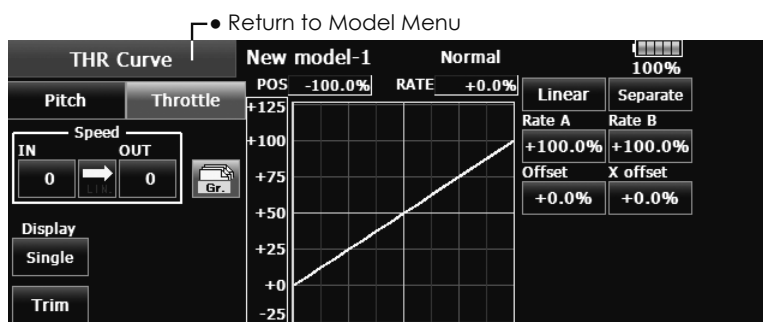 Return to Model Menu
THR Curve
New model-1 Normal 100%
POS -100.0% RATE +0.0%
Pitch Throttle
Linear Separate
Speed
IN OUT
0 LIN. 0
Gr.
Display
Single
Trim
+125
+100
+75
+50
+25
+0
-25
Rate A Rate B
+100.0% +100.0%
Offset X offset
+0.0% +0.0%